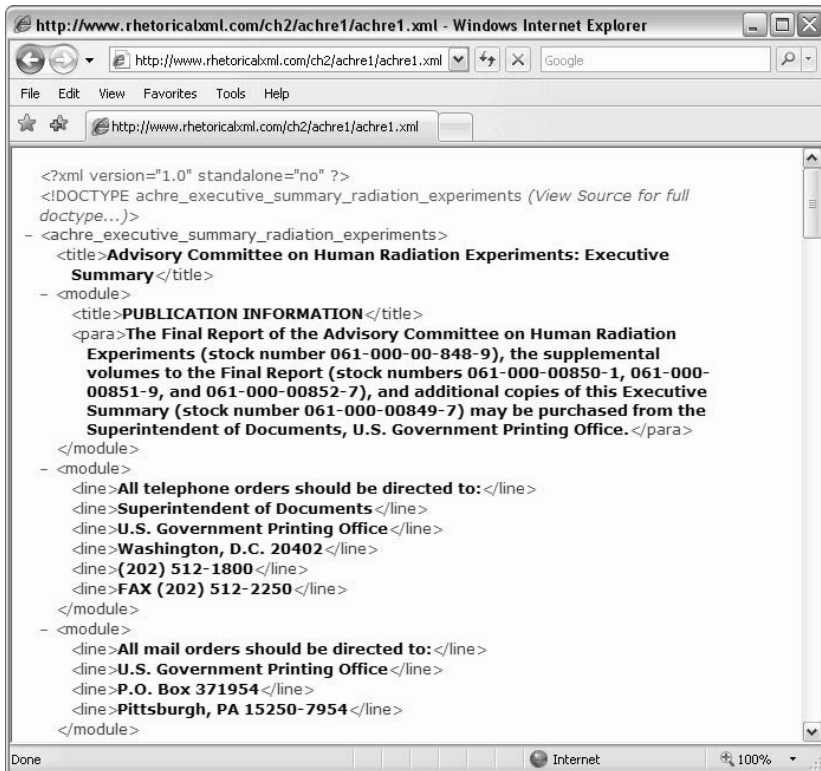 http://www.rhetoricalxml.com/ch2/achre1/achre1.xml - Windows Internet Explorer
http://www.rhetoricalxml.com/ch2/achre1/achre1.xml
Google
File Edit View Favorites Tools Help
http://www.rhetoricalxml.com/ch2/achre1/achre1.xml
<?xml version="1.0" standalone="no" ?>
<!DOCTYPE achre_executive_summary_radiation_experiments (View Source for full
doctype...)>
- <achre_executive_summary_radiation_experiments>
<title>Advisory Committee on Human Radiation Experiments: Executive
Summary</title>
- <module>
<title>PUBLICATION INFORMATION</title>
<para>The Final Report of the Advisory Committee on Human Radiation
Experiments (stock number 061-000-00-848-9), the supplemental
volumes to the Final Report (stock numbers 061-000-00850-1, 061-000-
00851-9, and 061-000-00852-7), and additional copies of this Executive
Summary (stock number 061-000-00849-7) may be purchased from the
Superintendent of Documents, U.S. Government Printing Office.</para>
</module>
- <module>
<line>All telephone orders should be directed to:</line>
<line>Superintendent of Documents</line>
<line>U.S. Government Printing Office</line>
<line>Washington, D.C. 20402</line>
<line>(202) 512-1800</line>
<line>FAX (202) 512-2250</line>
</module>
- <module>
<line>All mail orders should be directed to:</line>
<line>U.S. Government Printing Office</line>
<line>P.O. Box 371954</line>
<line>Pittsburgh, PA 15250-7954</line>
</module>
Done Internet 100%